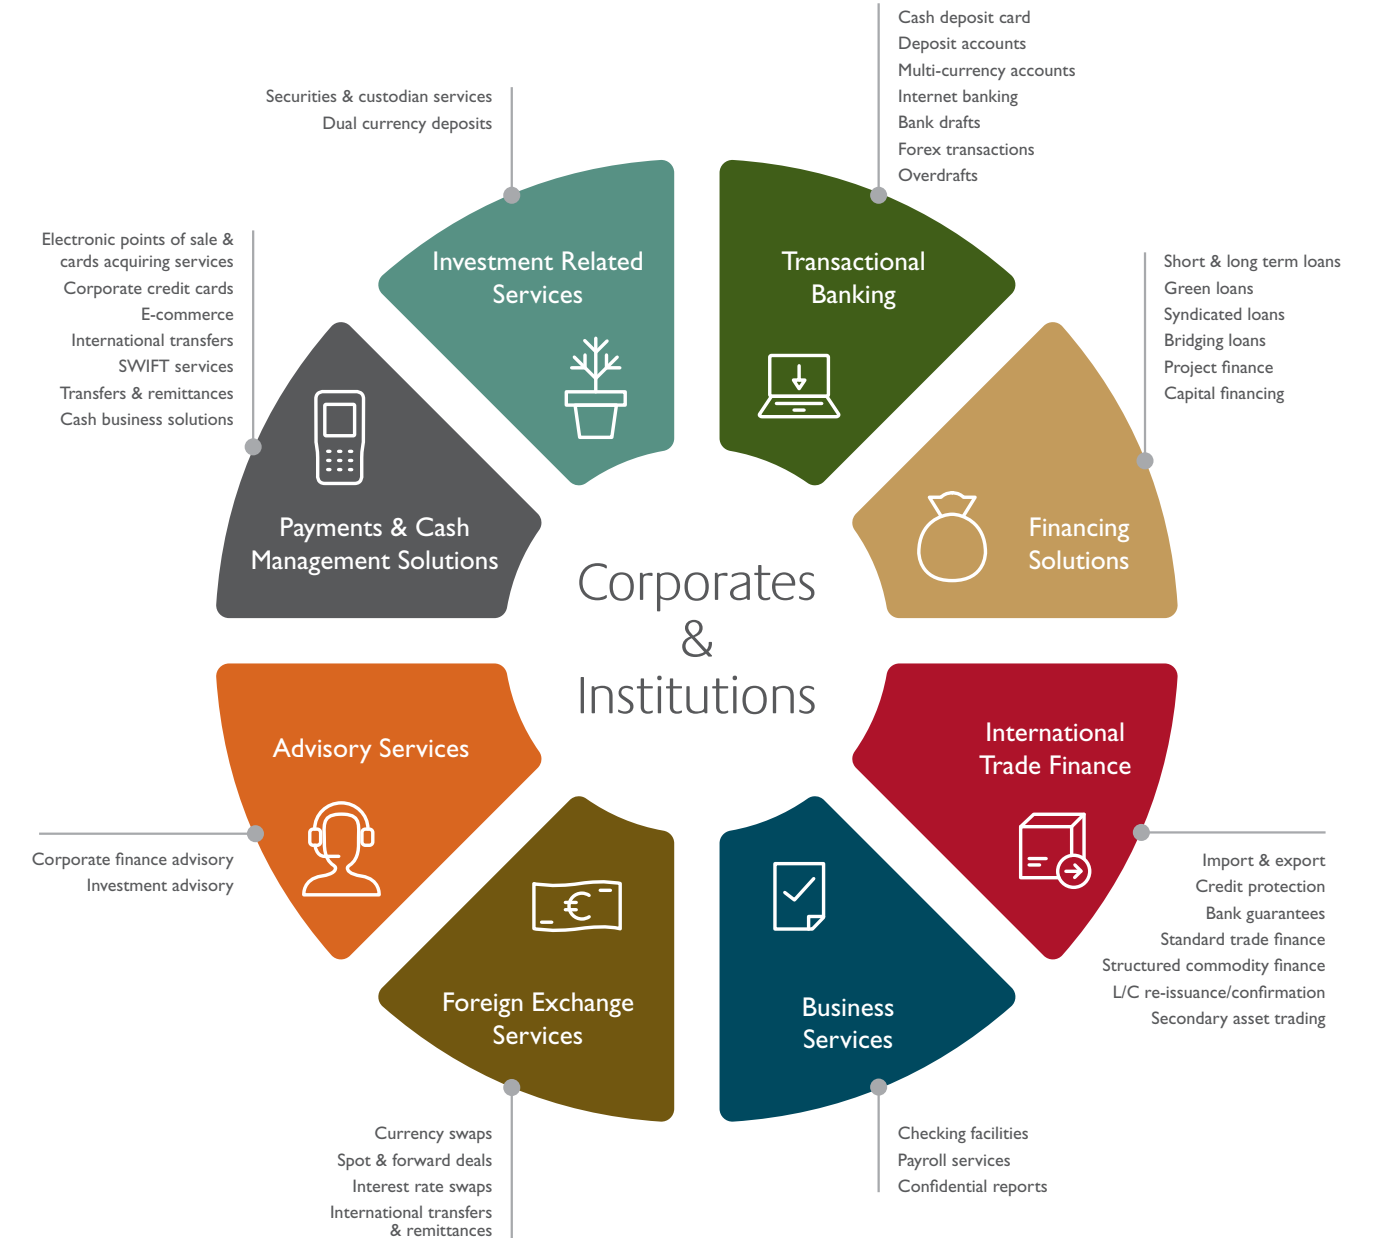 Cash deposit card
Deposit accounts
Multi-currency accounts
Internet banking
Bank drafts
Forex transactions
Overdrafts
Securities & custodian services
Dual currency deposits
Investment Related
Services
Transactional
Banking
Electronic points of sale &
cards acquiring services
Corporate credit cards
E-commerce
International transfers
SWIFT services
Transfers & remittances
Cash business solutions
Short & long term loans
Green loans
Syndicated loans
Bridging loans
Project finance
Capital financing
Payments & Cash
Management Solutions
Financing
Solutions
Corporates
&
Institutions
Advisory Services
International
Trade Finance
Corporate finance advisory
Investment advisory
Import & export
Credit protection
Bank guarantees
Standard trade finance
Structured commodity finance
L/C re-issuance/confirmation
Secondary asset trading
€
Foreign Exchange
Services
Business
Services
Currency swaps
Spot & forward deals
Interest rate swaps
International transfers
& remittances
Checking facilities
Payroll services
Confidential reports